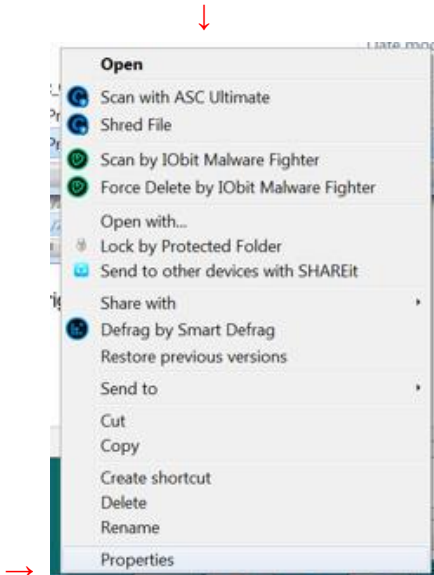 Date mo
Open
Scan with ASC Ultimate
Shred File
Scan by IObit Malware Fighter
Force Delete by IObit Malware Fighter
Open with...
Lock by Protected Folder
Send to other devices with SHAREit
Share with
Defrag by Smart Defrag
Restore previous versions
Send to
Cut
Copy
Create shortcut
Delete
Rename
Properties